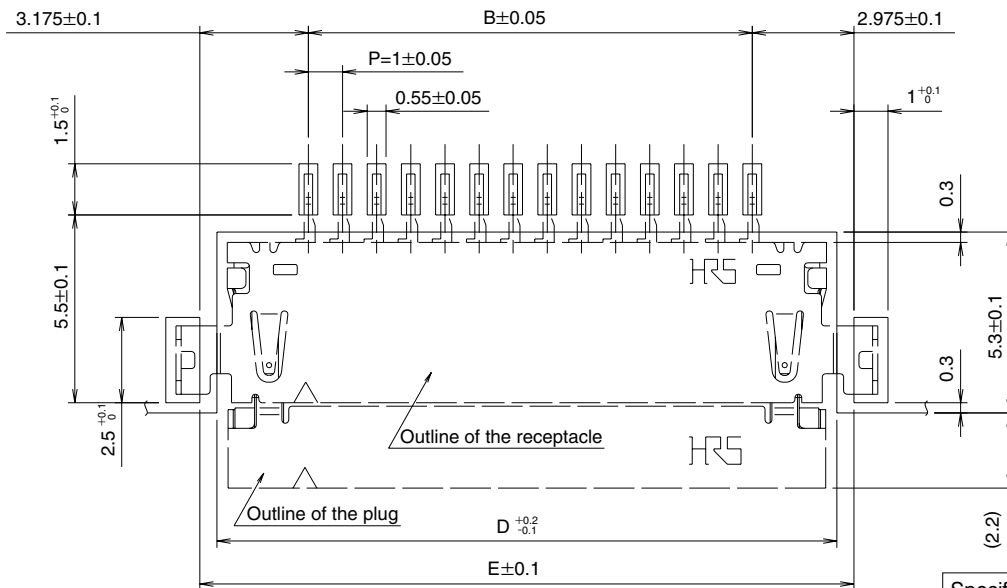 3.175±0.1
B±0.05
2.975±0.1
P=1±0.05
0.55±0.05
1 +0.1 0
1.5 +0.1 0
0.3
HRS
5.5±0.1
5.3±0.1
0.3
2.5 +0.1 0
Outline of the receptacle
HRS
Outline of the plug
D +0.2 -0.1
(2.2)
E±0.1
Specif